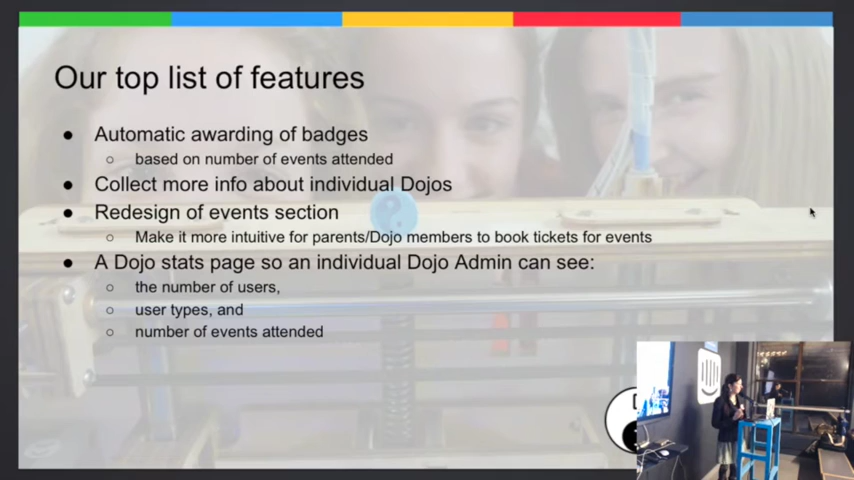 Our top list of features
● Automatic awarding of badges
○ based on number of events attended
● Collect more info about individual Dojos
● Redesign of events section
○ Make it more intuitive for parents/Dojo members to book tickets for events
● A Dojo stats page so an individual Dojo Admin can see:
○ the number of users,
○ user types, and
○ number of events attended